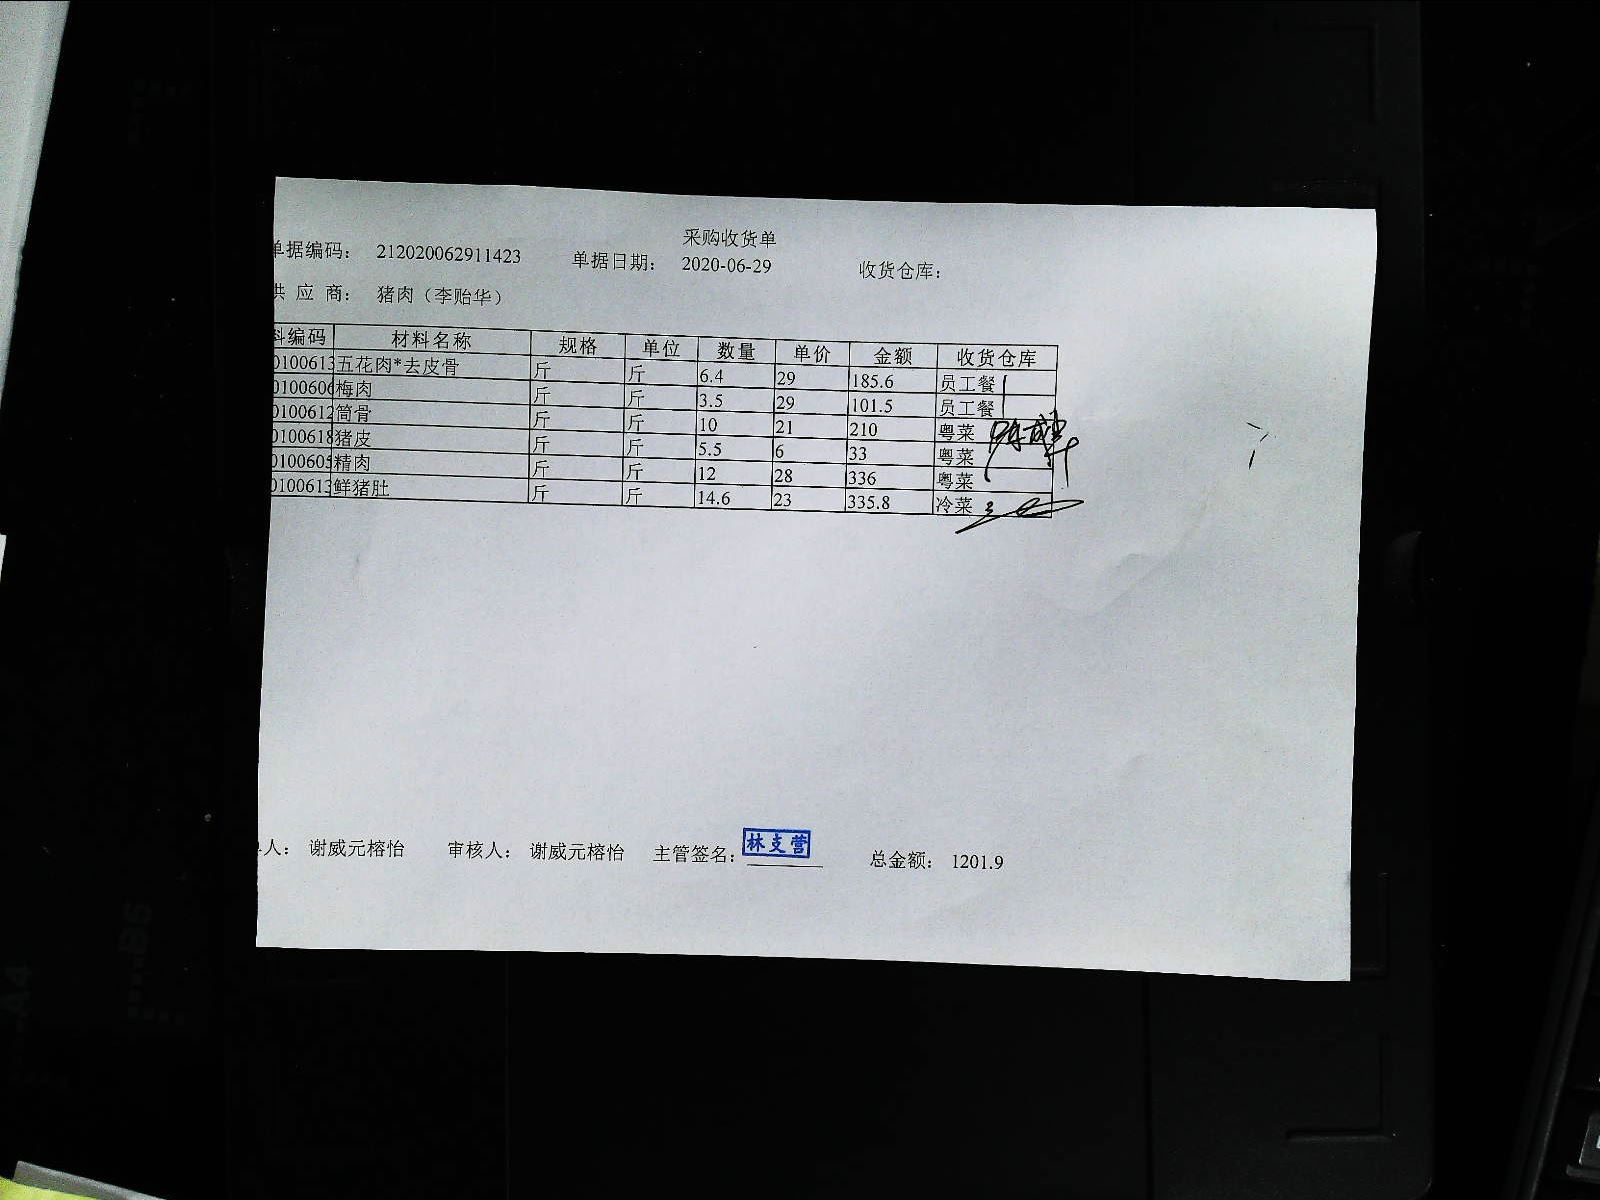 采购收货单
单据编码： 212020062911423 单据日期： 2020-06-29 收货仓库：
供 应 商： 猪肉（李贻华）
料编码 材料名称 规格 单位 数量 单价 金额 收货仓库
0100613 五花肉*去皮骨 斤 斤 6.4 29 185.6 员工餐
0100606 梅肉 斤 斤 3.5 29 101.5 员工餐
0100612 筒骨 斤 斤 10 21 210 粤菜
0100618 猪皮 斤 斤 5.5 6 33 粤菜
0100605 精肉 斤 斤 12 28 336 粤菜
0100613 鲜猪肚 斤 斤 14.6 23 335.8 冷菜
人： 谢威元榕怡 审核人： 谢威元榕怡 主管签名： 林支营 总金额： 1201.9
B5
A4